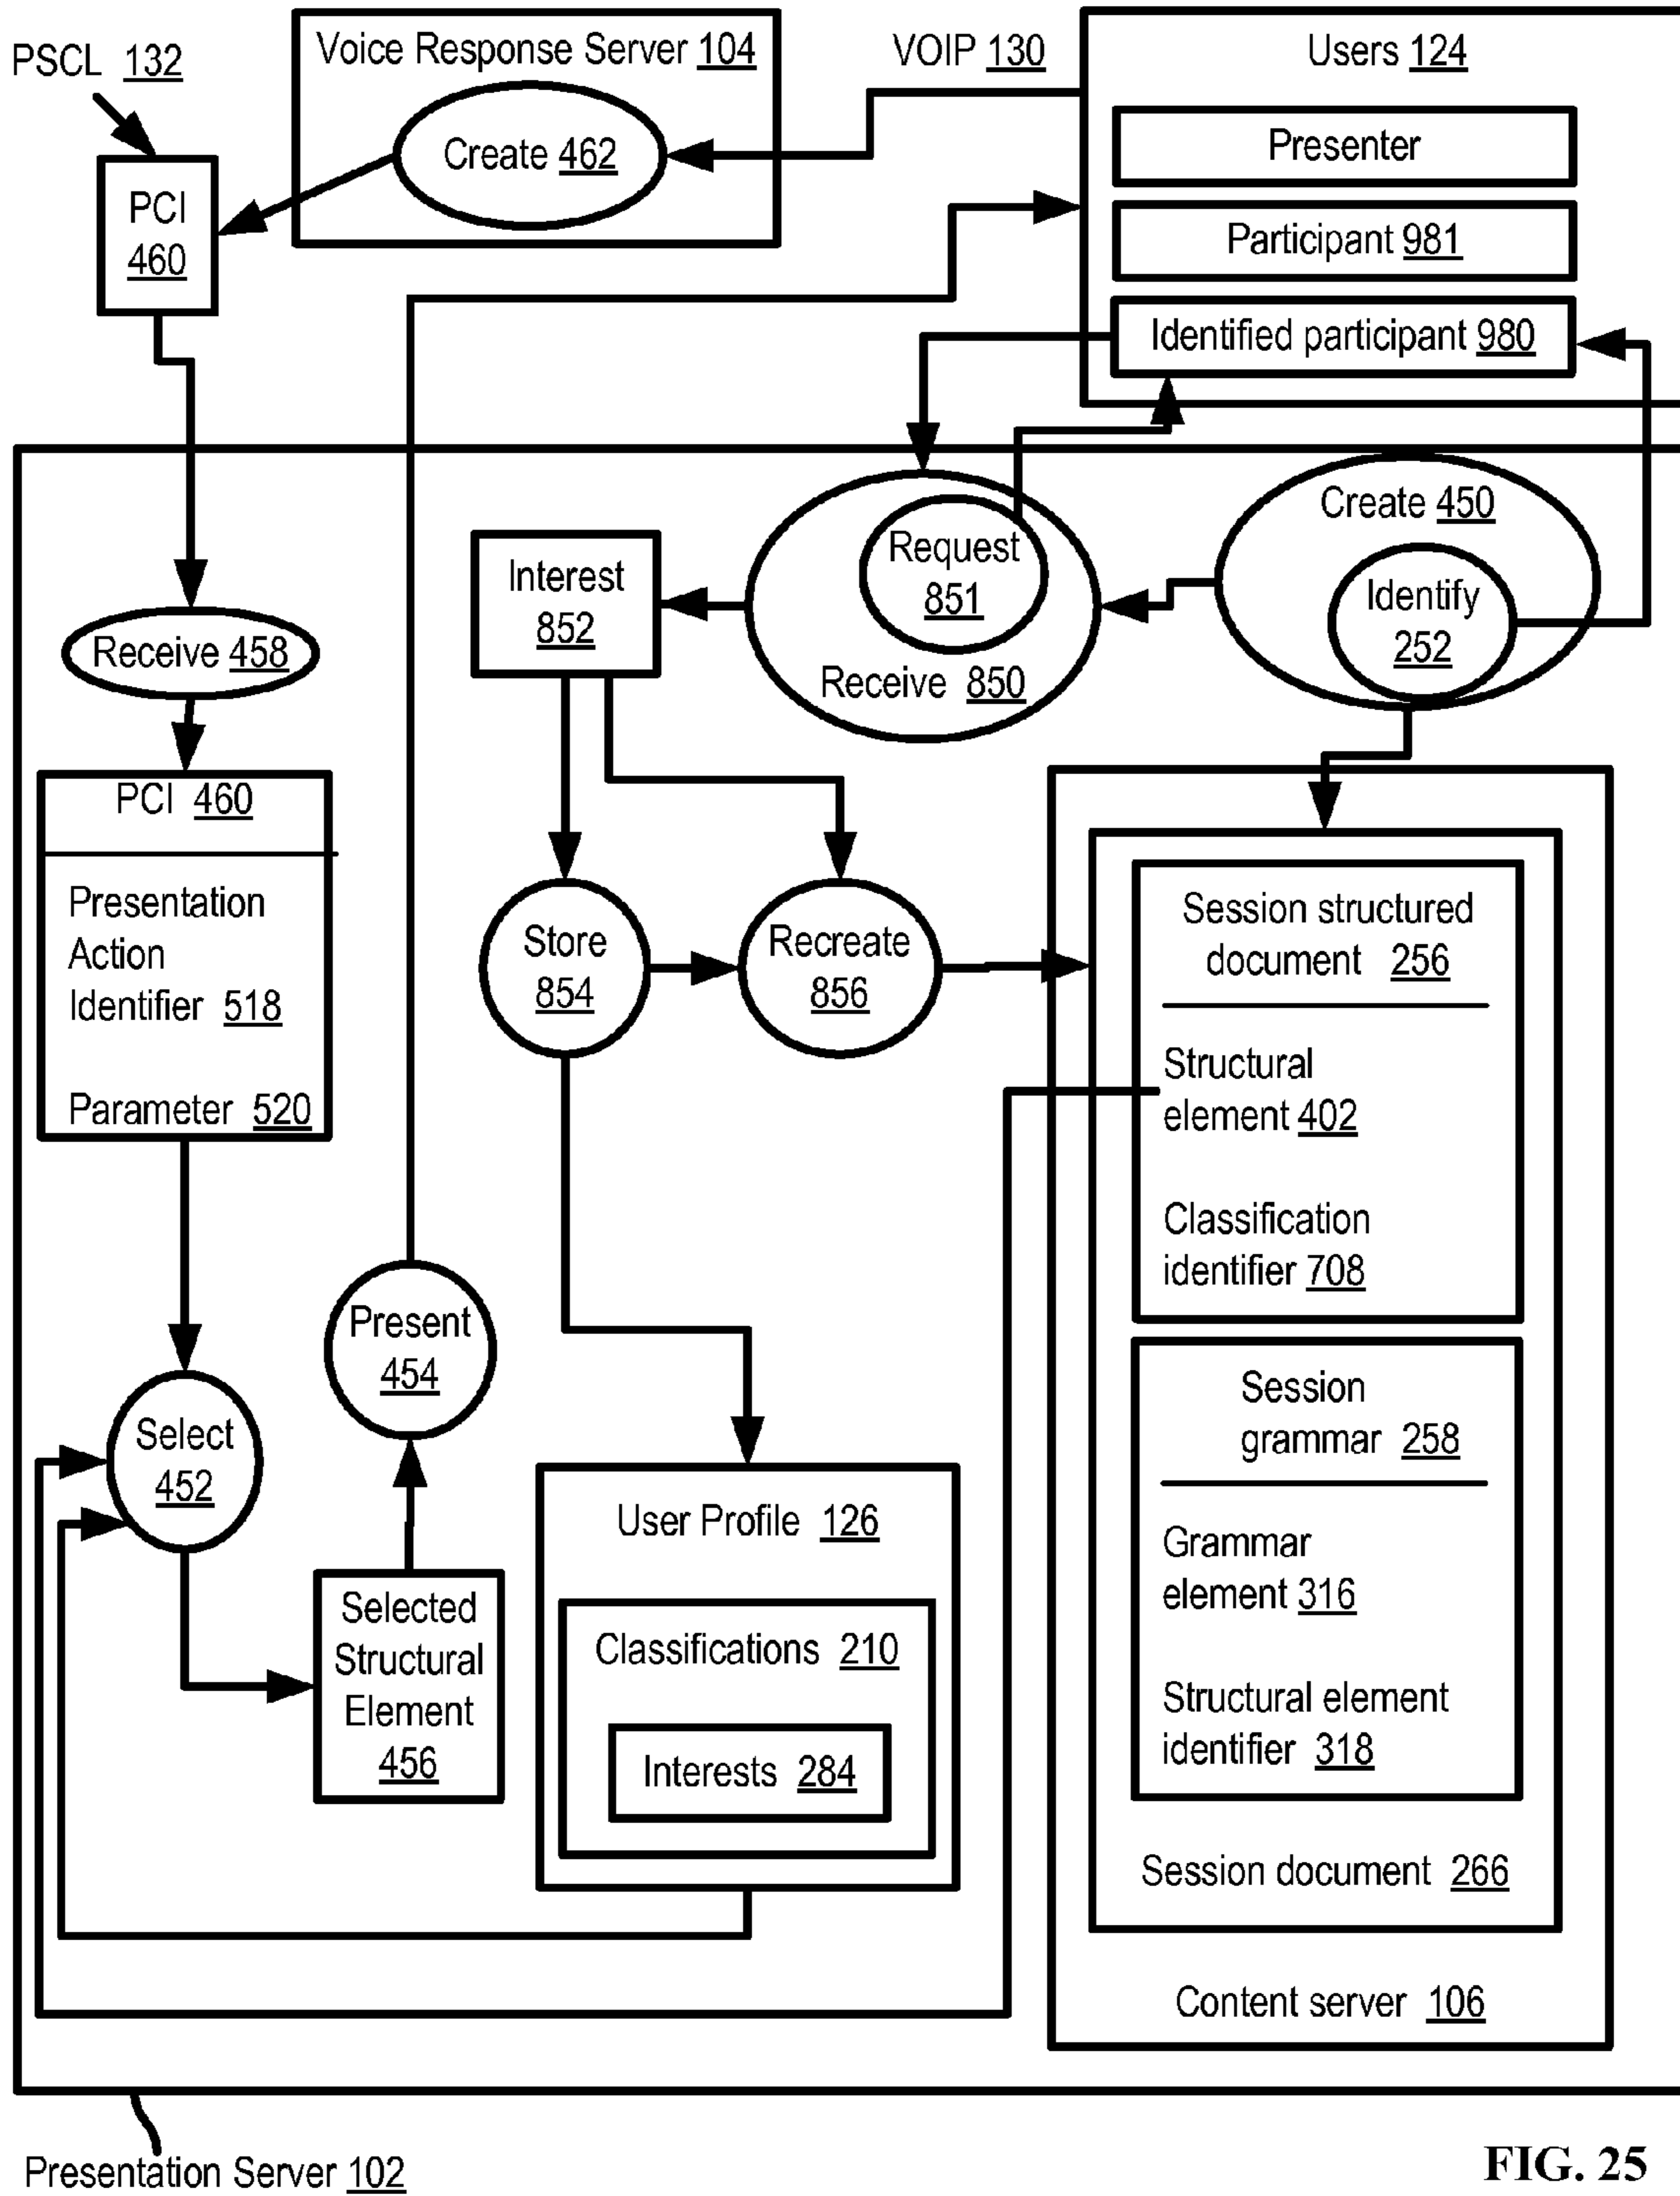 PSCL 132
Voice Response Server 104
VOIP 130
Users 124
Create 462
Presenter
PCI
460
Participant 981
Identified participant 980
Create 450
Request
851
Interest
852
Identify
252
Receive 458
Receive 850
PCI 460
Presentation
Action
Identifier 518
Parameter 520
Store
854
Recreate
856
Session structured
document 256
Structural
element 402
Classification
identifier 708
Present
454
Select
452
Session
grammar 258
Grammar
element 316
Structural element
identifier 318
User Profile 126
Classifications 210
Interests 284
Selected
Structural
Element
456
Session document 266
Content server 106
Presentation Server 102
FIG. 25